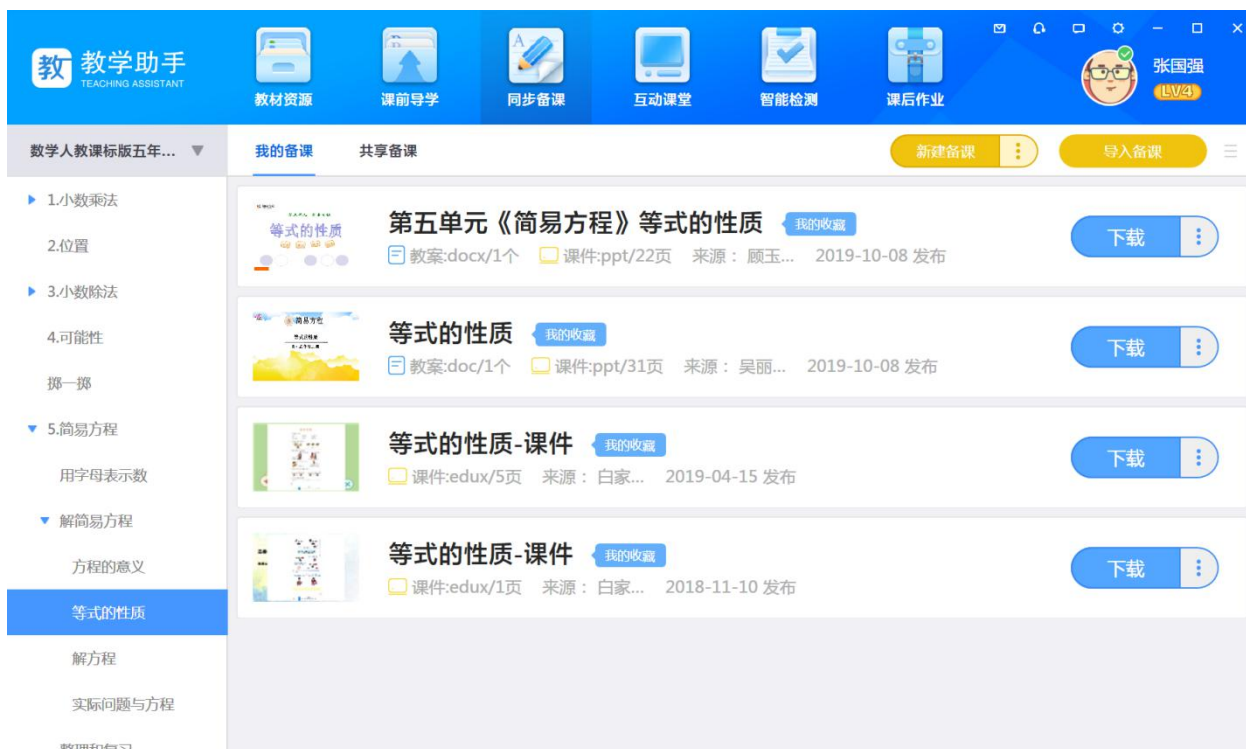 教 教学助手
TEACHING ASSISTANT
教材资源 课前导学 同步备课 互动课堂 智能检测 课后作业
张国强
LV4
数学人教课标版五年... 我的备课 共享备课 新建备课 导入备课
1.小数乘法
2.位置
3.小数除法
4.可能性
掷一掷
5.简易方程
用字母表示数
解简易方程
方程的意义
等式的性质
解方程
实际问题与方程
整理和复习
等式的性质
第五单元《简易方程》等式的性质 我的收藏
教案:docx/1个 课件:ppt/22页 来源： 顾玉... 2019-10-08 发布
下载
简易方程
等式的性质 我的收藏
教案:doc/1个 课件:ppt/31页 来源： 吴丽... 2019-10-08 发布
下载
等式的性质-课件 我的收藏
课件:edux/5页 来源： 白家... 2019-04-15 发布
下载
等式的性质-课件 我的收藏
课件:edux/1页 来源： 白家... 2018-11-10 发布
下载